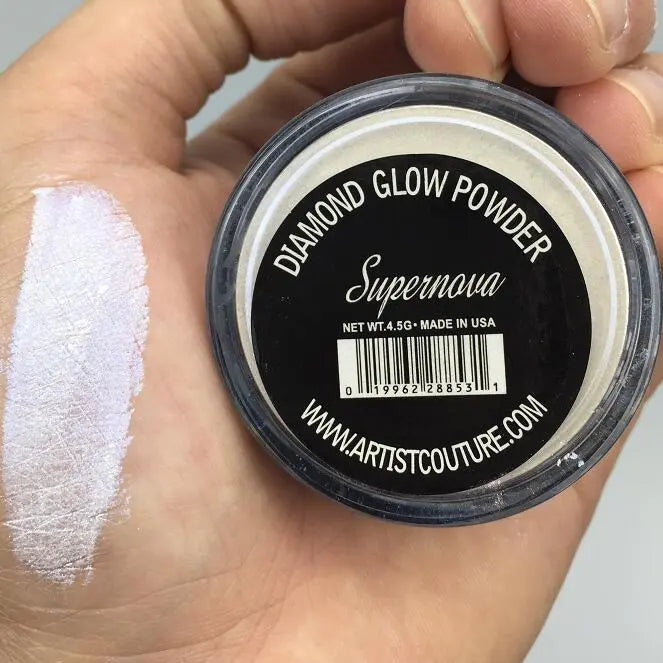 DIAMOND GLOW POWDER
Supernova
NET WT.4.5G• MADE IN USA
0 19962 28853 1
WWW.ARTISTCOUTURE.COM